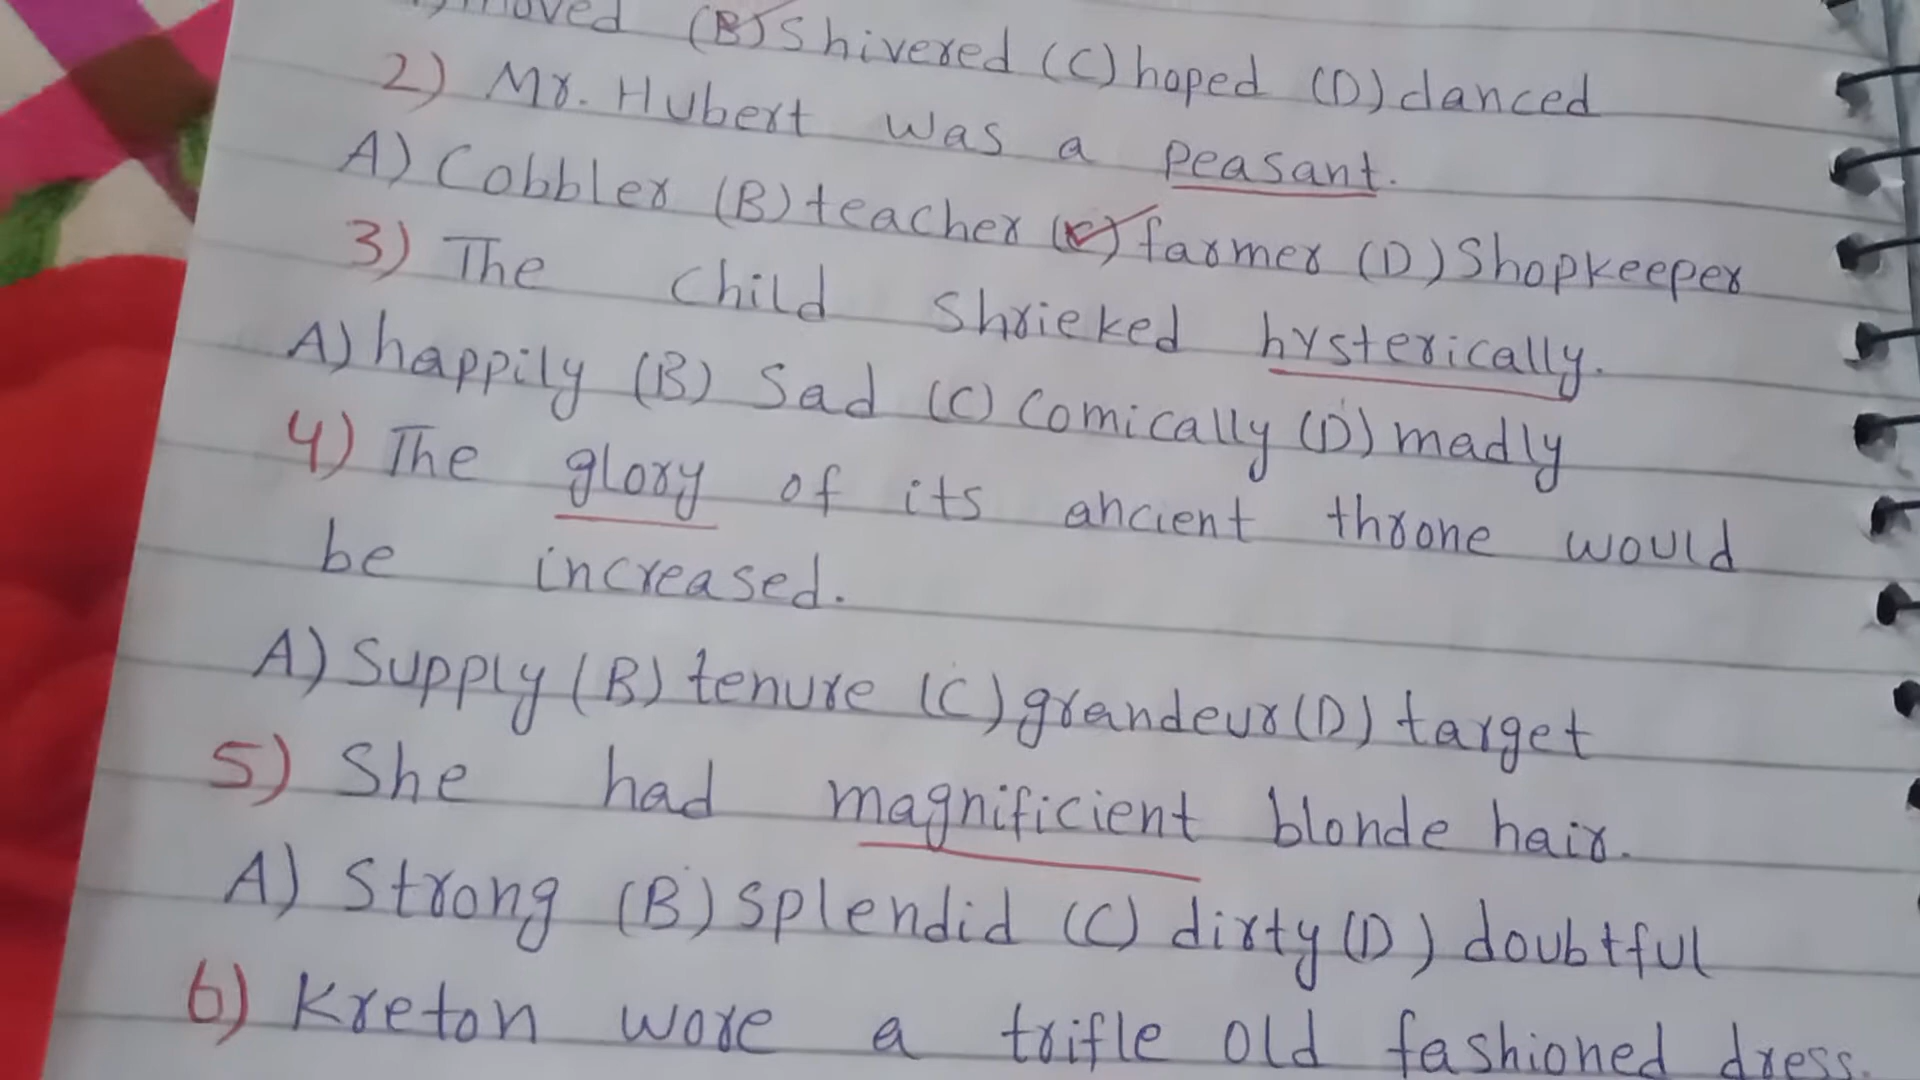 moved (B) Shivered (C) hoped (D) danced
2) Mr. Hubert was a peasant.
A) Cobbler (B) teacher (C) farmer (D) Shopkeeper
3) The child shrieked hysterically.
A) happily (B) Sad (C) Comically (D) madly
4) The glory of its ancient throne would
be increased.
A) Supply (B) tenure (C) grandeur (D) target
5) She had magnificient blonde hair.
A) Strong (B) splendid (C) dirty (D) doubtful
6) Kreton wore a trifle old fashioned dress.